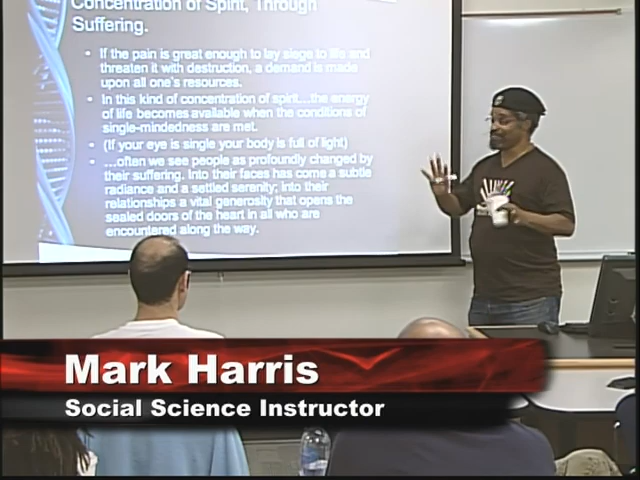 Concentration of Spirit, Through
Suffering.
• If the pain is great enough to lay siege to life and
threaten it with destruction, a demand is made
upon all one's resources.
• In this kind of concentration of spirit...the energy
of life becomes available when the conditions of
single-mindedness are met.
• (If your eye is single your body is full of light)
• ...often we see people as profoundly changed by
their suffering. Into their faces has come a subtle
radiance and a settled serenity; into their
relationships a vital generosity that opens the
sealed doors of the heart in all who are
encountered along the way.
Mark Harris
Social Science Instructor